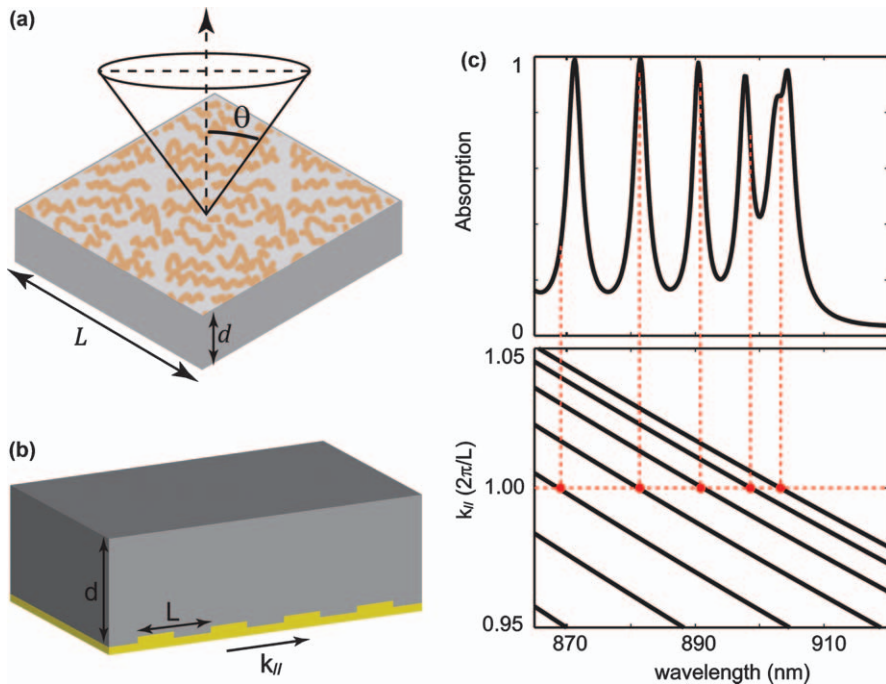 (a)
θ
L
d
(b)
d
L
k//
(c)
1
Absorption
0
1.05
k// (2π/L)
1.00
0.95
870 890 910
wavelength (nm)